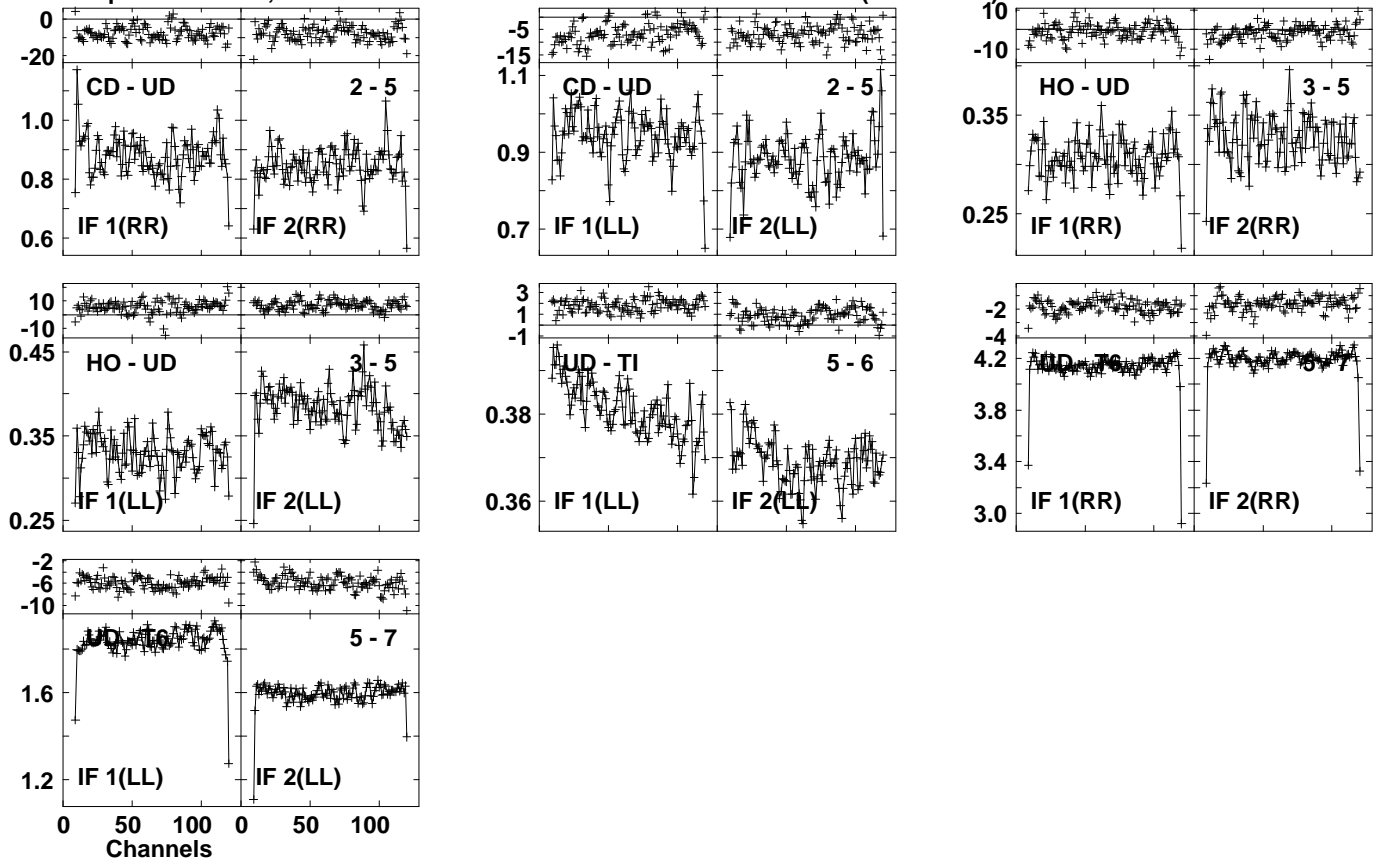 0
-20
CD - UD 2 - 5
1.0
0.8
0.6
IF 1(RR) IF 2(RR)
-5
-15
1.1
CD - UD 2 - 5
0.9
0.7
IF 1(LL) IF 2(LL)
10
-10
HO - UD 3 - 5
0.35
0.25
IF 1(RR) IF 2(RR)
10
-10
0.45
HO - UD 3 - 5
0.35
0.25
IF 1(LL) IF 2(LL)
3
1
-1
UD - TI 5 - 6
0.38
0.36
IF 1(LL) IF 2(LL)
-2
-4
4.2
UD - T6 5 - 7
3.8
3.4
3.0
IF 1(RR) IF 2(RR)
-2
-6
-10
UD - T6 5 - 7
1.6
1.2
IF 1(LL) IF 2(LL)
0 50 100 0 50 100
Channels